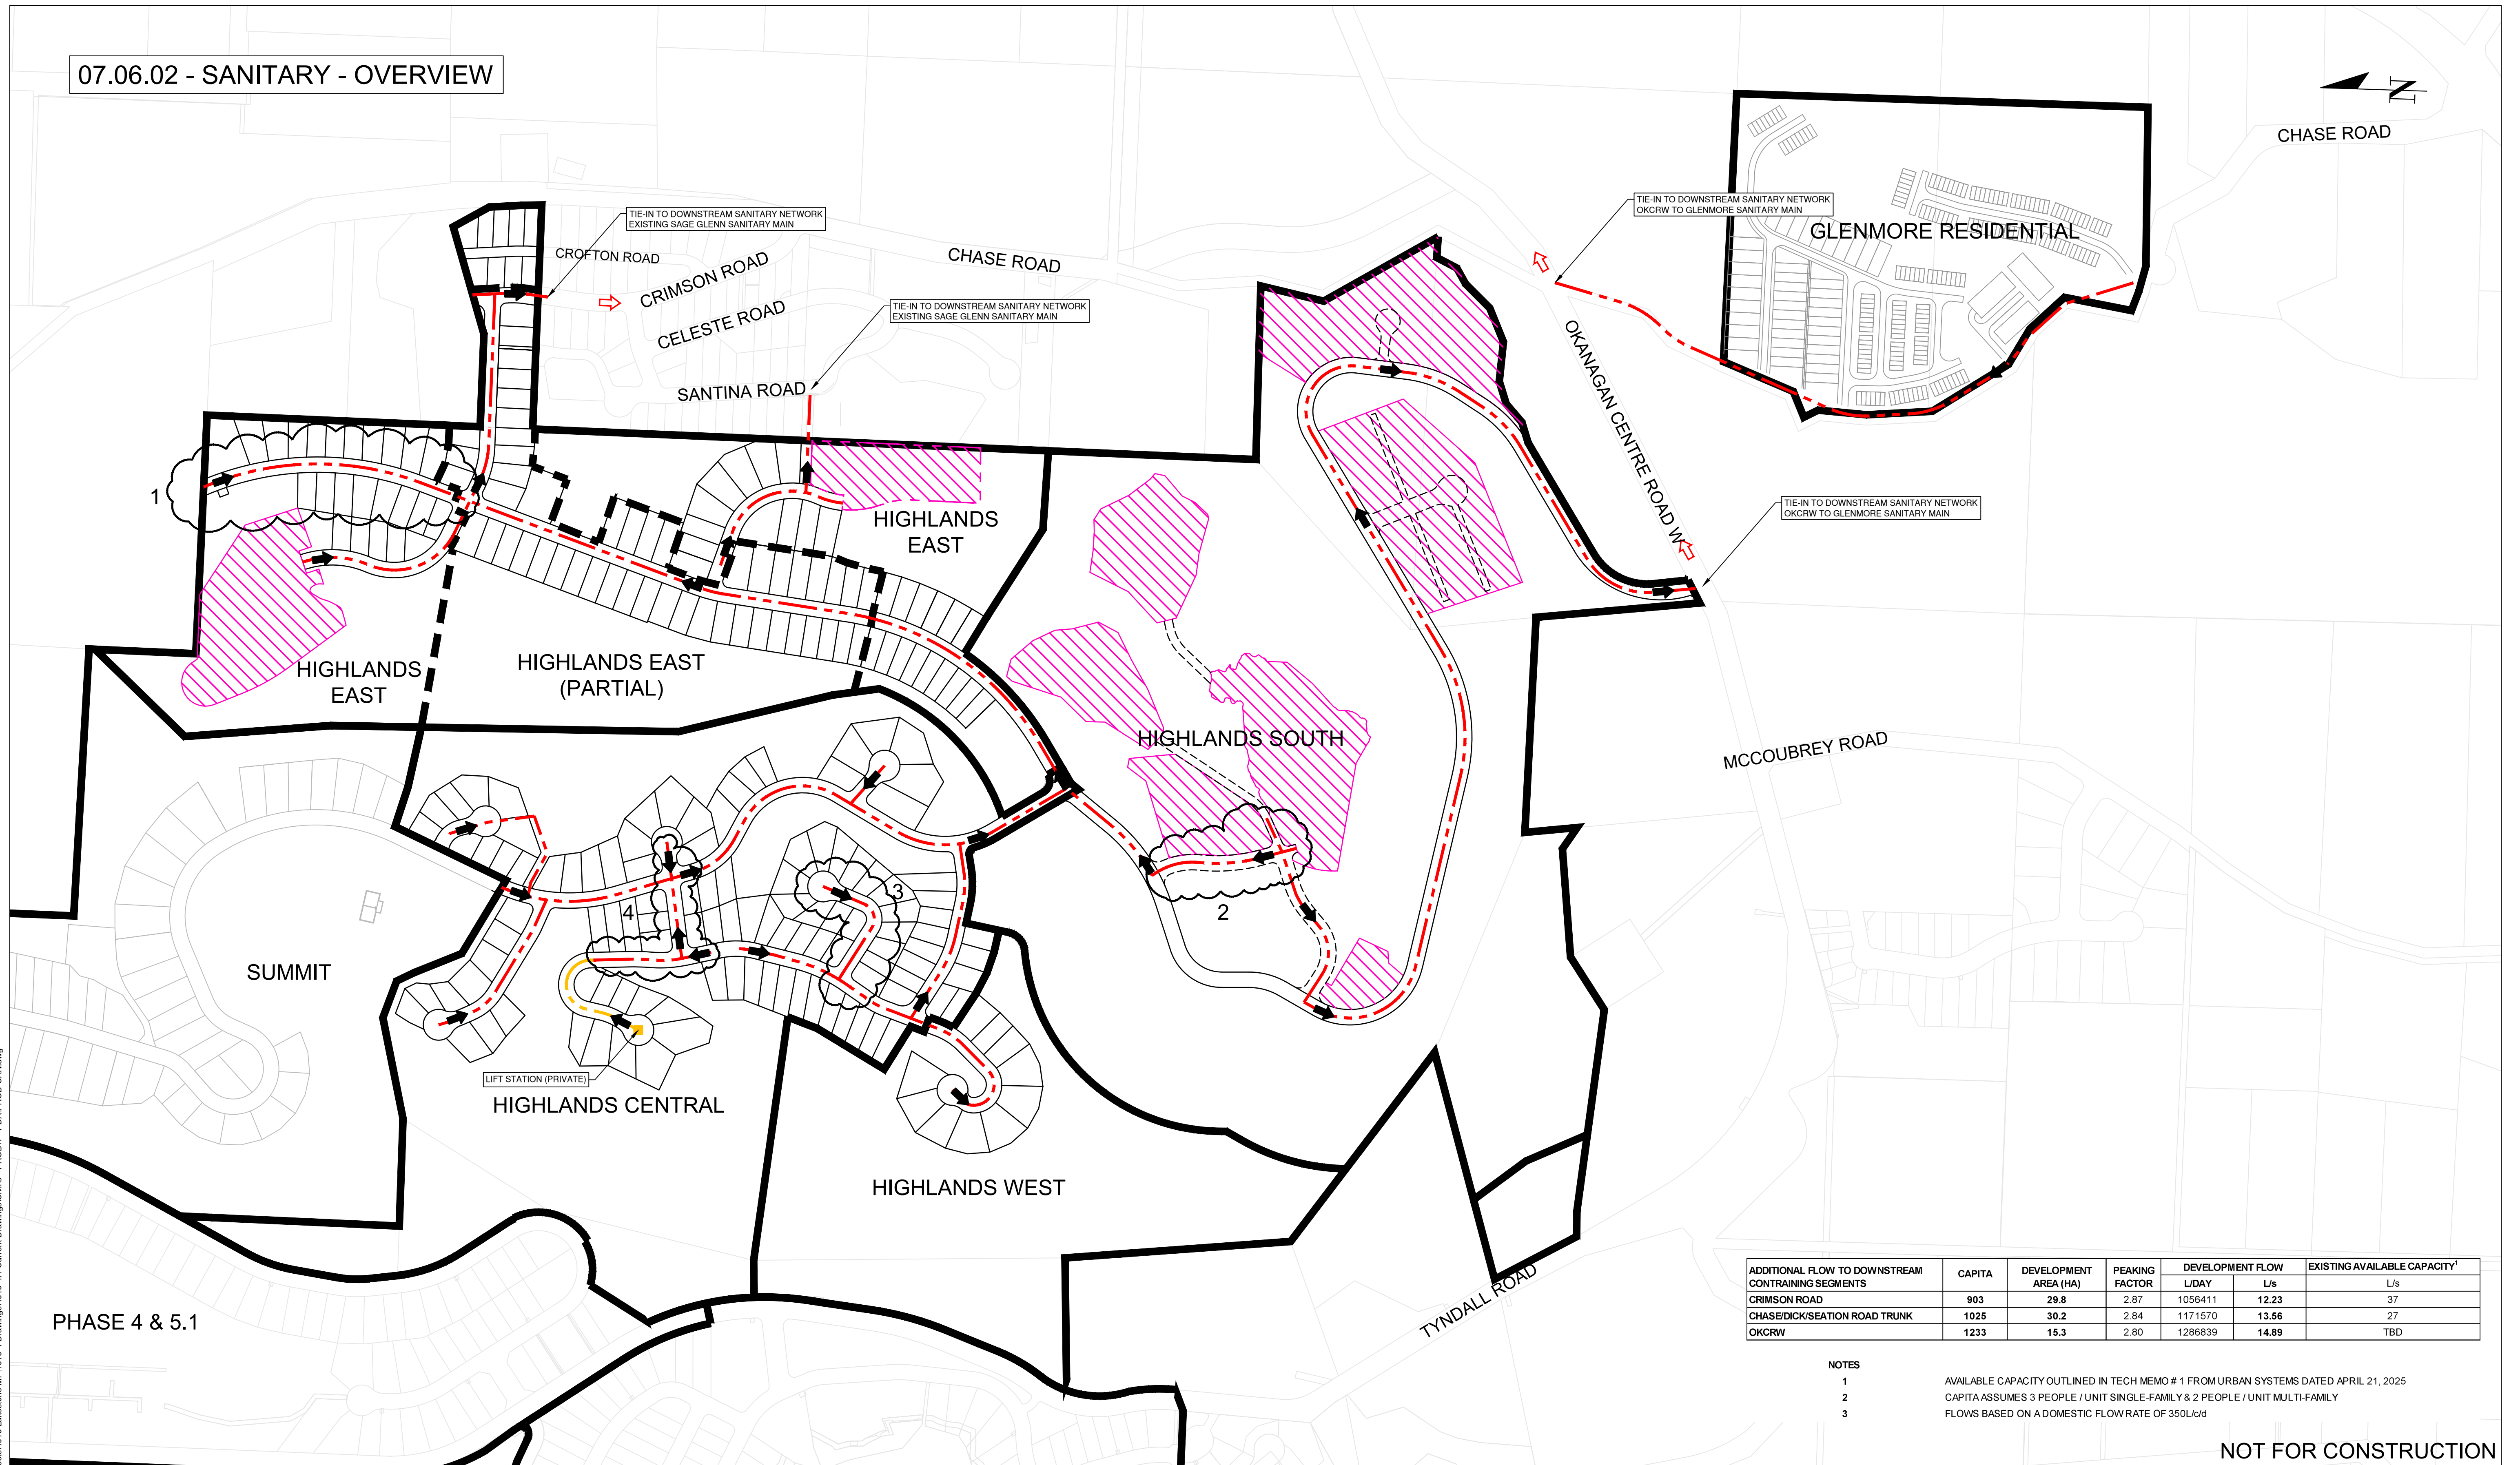 07.06.02 - SANITARY - OVERVIEW
N
CHASE ROAD
TIE-IN TO DOWNSTREAM SANITARY NETWORK
OKCRW TO GLENMORE SANITARY MAIN
GLENMORE RESIDENTIAL
TIE-IN TO DOWNSTREAM SANITARY NETWORK
EXISTING SAGE GLENN SANITARY MAIN
CROFTON ROAD
CRIMSON ROAD
CHASE ROAD
CELESTE ROAD
TIE-IN TO DOWNSTREAM SANITARY NETWORK
EXISTING SAGE GLENN SANITARY MAIN
SANTINA ROAD
OKANAGAN CENTRE ROAD W
1
TIE-IN TO DOWNSTREAM SANITARY NETWORK
OKCRW TO GLENMORE SANITARY MAIN
HIGHLANDS
EAST
HIGHLANDS
EAST
HIGHLANDS EAST
(PARTIAL)
HIGHLANDS SOUTH
MCCOUBREY ROAD
3
4
2
SUMMIT
LIFT STATION (PRIVATE)
HIGHLANDS CENTRAL
HIGHLANDS WEST
TYNDALL ROAD
PHASE 4 & 5.1
ADDITIONAL FLOW TO DOWNSTREAM CONTRAINING SEGMENTS CAPITA DEVELOPMENT AREA (HA) PEAKING FACTOR DEVELOPMENT FLOW EXISTING AVAILABLE CAPACITY1
L/DAY L/s L/s
CRIMSON ROAD 903 29.8 2.87 1056411 12.23 37
CHASE/DICK/SEATION ROAD TRUNK 1025 30.2 2.84 1171570 13.56 27
OKCRW 1233 15.3 2.80 1286839 14.89 TBD
NOTES
1 AVAILABLE CAPACITY OUTLINED IN TECH MEMO # 1 FROM URBAN SYSTEMS DATED APRIL 21, 2025
2 CAPITA ASSUMES 3 PEOPLE / UNIT SINGLE-FAMILY & 2 PEOPLE / UNIT MULTI-FAMILY
3 FLOWS BASED ON A DOMESTIC FLOW RATE OF 350L/c/d
NOT FOR CONSTRUCTION